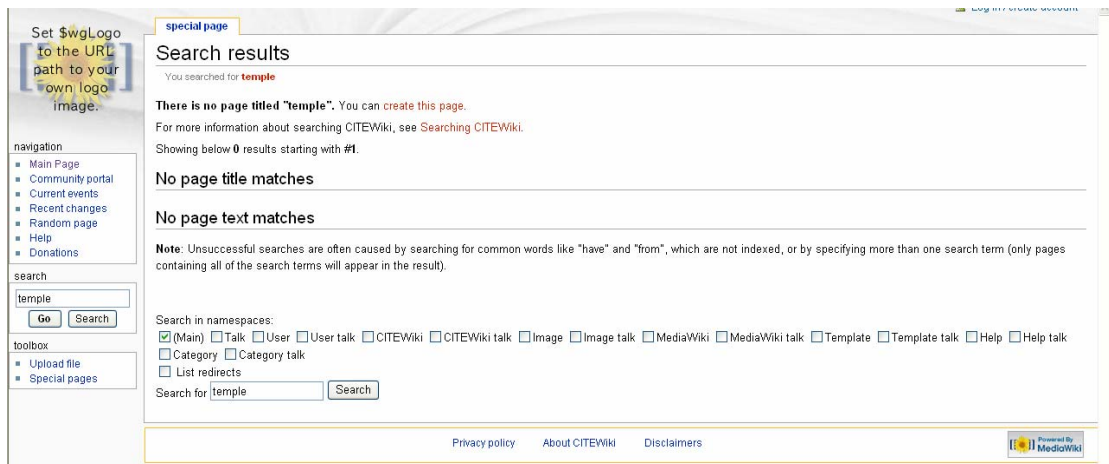 Log in / create account
Set $wgLogo
to the URL
path to your
own logo
image.
special page
Search results
You searched for temple
There is no page titled "temple". You can create this page.
For more information about searching CITEWiki, see Searching CITEWiki.
Showing below 0 results starting with #1.
No page title matches
No page text matches
Note: Unsuccessful searches are often caused by searching for common words like "have" and "from", which are not indexed, or by specifying more than one search term (only pages
containing all of the search terms will appear in the result).
Search in namespaces:
(Main) Talk User User talk CITEWiki CITEWiki talk Image Image talk MediaWiki MediaWiki talk Template Template talk Help Help talk
Category Category talk
List redirects
Search for temple Search
navigation
Main Page
Community portal
Current events
Recent changes
Random page
Help
Donations
search
temple
Go Search
toolbox
Upload file
Special pages
Privacy policy About CITEWiki Disclaimers
Powered By
MediaWiki